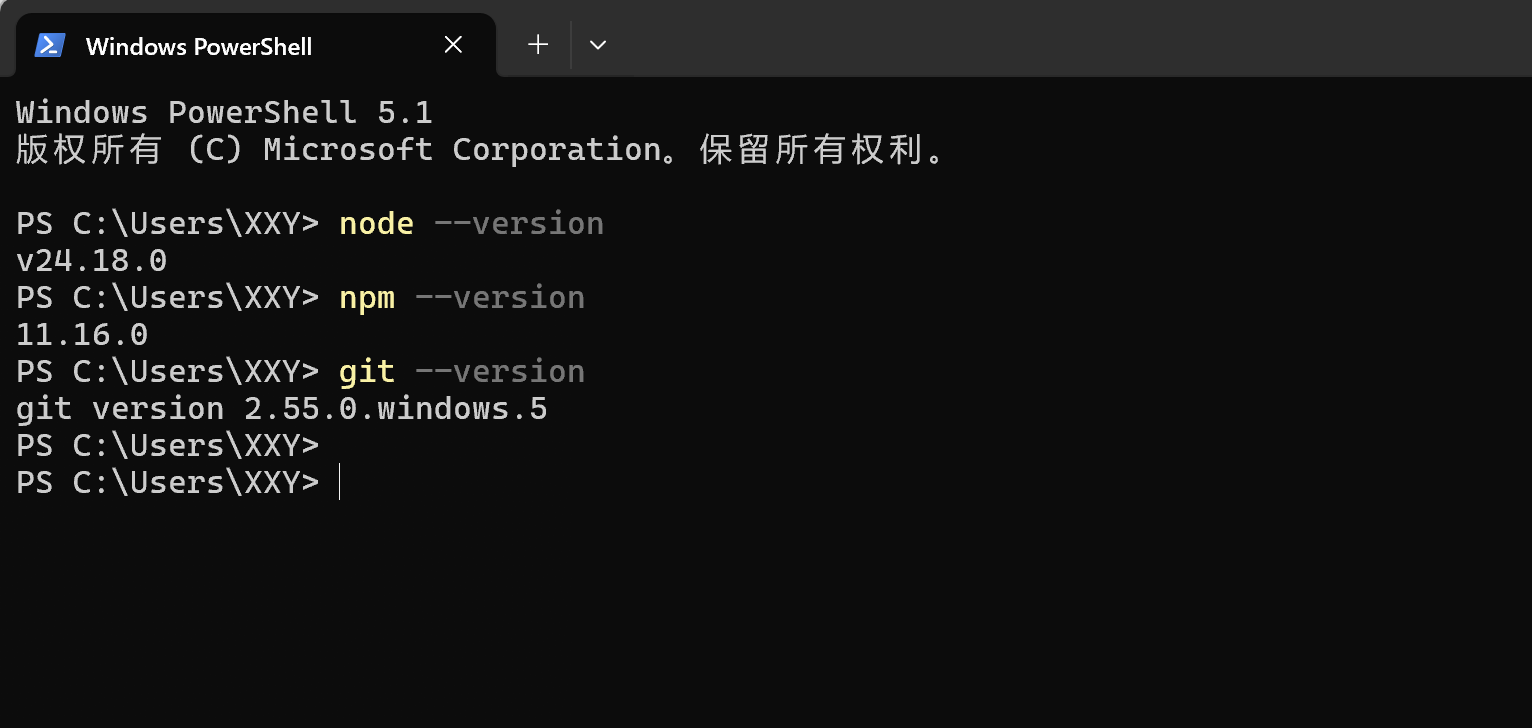 Windows PowerShell
Windows PowerShell 5.1
版权所有 (C) Microsoft Corporation。保留所有权利。
PS C:\Users\XXY> node --version
v24.18.0
PS C:\Users\XXY> npm --version
11.16.0
PS C:\Users\XXY> git --version
git version 2.55.0.windows.5
PS C:\Users\XXY>
PS C:\Users\XXY>